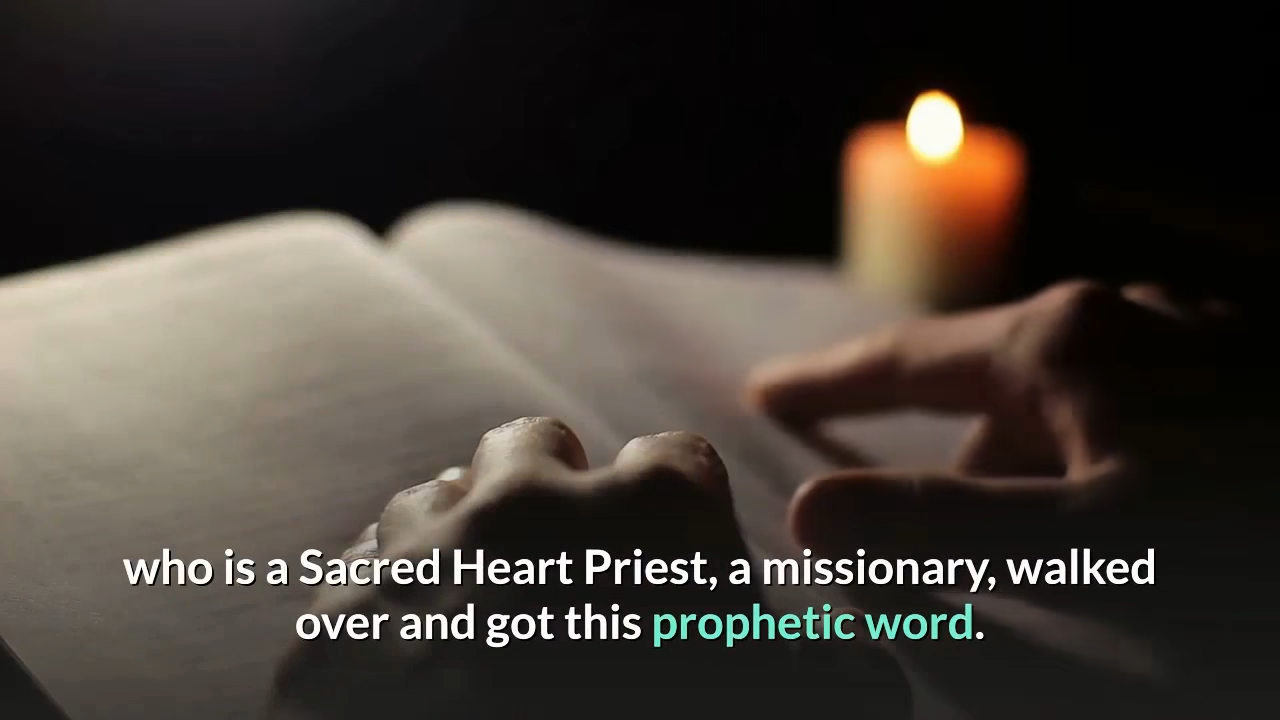 who is a Sacred Heart Priest, a missionary, walked
over and got this prophetic word.